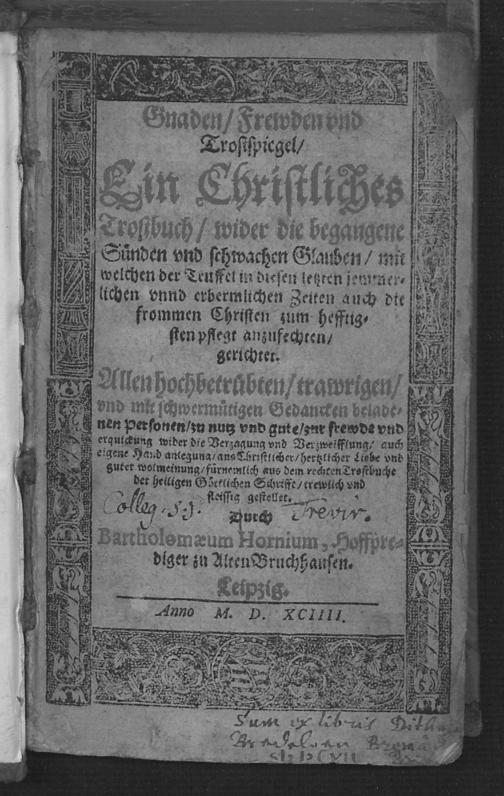 Gnaden/ Frewden vnd
Trostspiegel/
Ein Christliches
Trostbuch/ wider die begangene
Sünden vnd schwachen Glauben/ mit
welchen der Teuffel in diesen letzten jemmer-
lichen vnnd erbermlichen Zeiten auch die
frommen Christen zum hefftig-
sten pflegt anzufechten/
gerichtet.
Allen hochbetrübten/ trawrigen/
vnd mit schwermütigen Gedancken belade-
nen Personen/ zu nutz vnd gute/ zur frewde vnd
erquickung wider die Verzagung vnd Verzweifflung/ auch
eigene Hand anlegung/ aus Christlicher/ hertzlicher Liebe vnd
guter wolmeinung/ fürnemlich aus dem rechten Trostbuche
der heiligen Göttlichen Schrifft/ trewlich vnd
fleissig gestellet.
Colleg. S. J. Trevir.
Durch
Bartholomæum Hornium, Hoffpre-
diger zu Alten Bruchhausen.
Leipzig.
Anno M. D. XCIIII.
Sum ex libris